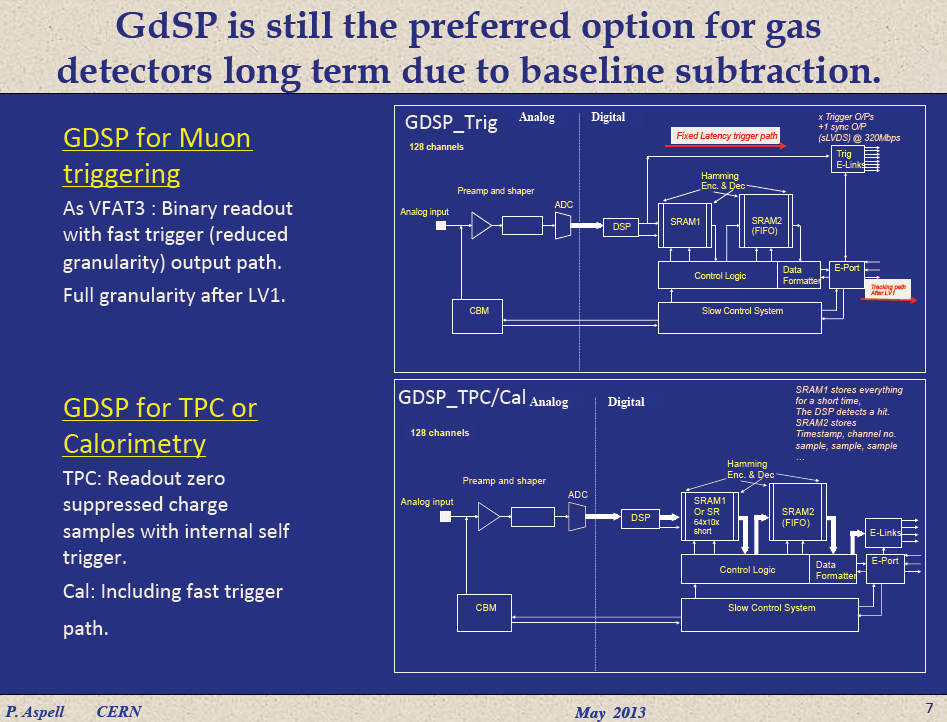 GdSP is still the preferred option for gas
detectors long term due to baseline subtraction.
GDSP for Muon
triggering
As VFAT3 : Binary readout
with fast trigger (reduced
granularity) output path.
Full granularity after LV1.
GDSP_Trig
Analog
Digital
128 channels
Fixed Latency trigger path
x Trigger O/Ps
+1 sync O/P
(sLVDS) @ 320Mbps
Trig
E-Links
Hamming
Enc. & Dec
Preamp and shaper
Analog input
ADC
DSP
SRAM1
SRAM2
(FIFO)
Control Logic
Data
Formatter
E-Port
Tracking path
After LV1
CBM
Slow Control System
GDSP for TPC or
Calorimetry
TPC: Readout zero
suppressed charge
samples with internal self
trigger.
Cal: Including fast trigger
path.
GDSP_TPC/Cal
Analog
Digital
128 channels
SRAM1 stores everything
for a short time,
The DSP detects a hit.
SRAM2 stores
Timestamp, channel no.
sample, sample, sample
...
Hamming
Enc. & Dec
Preamp and shaper
Analog input
ADC
DSP
SRAM1
Or SR
64x10x
short
SRAM2
(FIFO)
E-Links
Control Logic
Data
Formatter
E-Port
CBM
Slow Control System
P. Aspell
CERN
May 2013
7